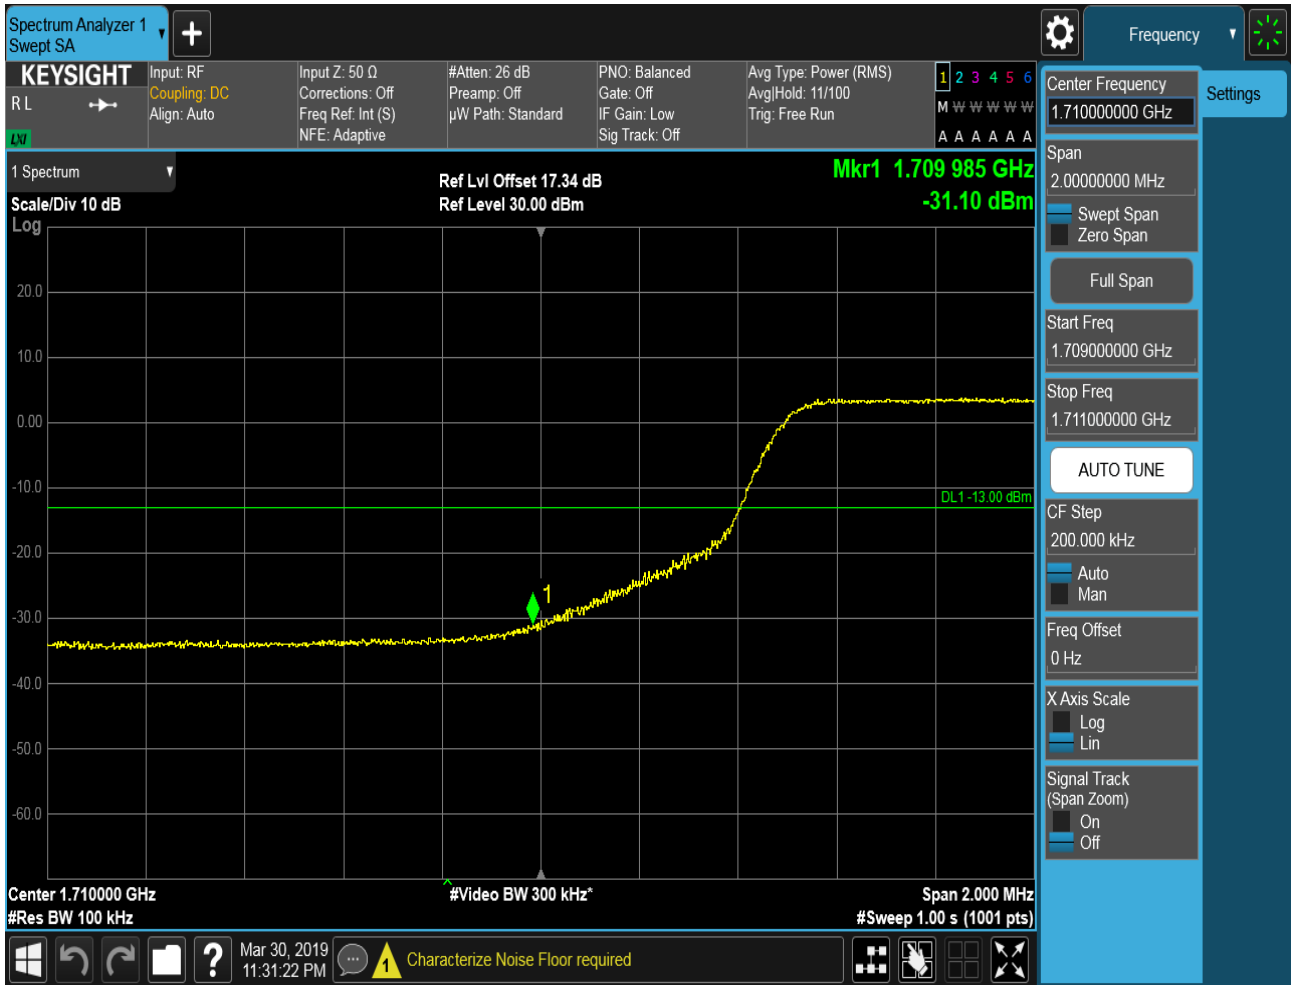 Spectrum Analyzer 1
Swept SA
Frequency
KEYSIGHT
R L
LXI
Input: RF
Coupling: DC
Align: Auto
Input Z: 50 Ω
Corrections: Off
Freq Ref: Int (S)
NFE: Adaptive
#Atten: 26 dB
Preamp: Off
µW Path: Standard
PNO: Balanced
Gate: Off
IF Gain: Low
Sig Track: Off
Avg Type: Power (RMS)
Avg|Hold: 11/100
Trig: Free Run
1 2 3 4 5 6
M W W W W W
A A A A A A
1 Spectrum
Scale/Div 10 dB
Log
Ref Lvl Offset 17.34 dB
Ref Level 30.00 dBm
Mkr1 1.709 985 GHz
-31.10 dBm
20.0
10.0
0.00
-10.0
-20.0
-30.0
-40.0
-50.0
-60.0
DL1 -13.00 dBm
1
Center 1.710000 GHz
#Res BW 100 kHz
#Video BW 300 kHz*
Span 2.000 MHz
#Sweep 1.00 s (1001 pts)
Center Frequency
1.710000000 GHz
Settings
Span
2.00000000 MHz
Swept Span
Zero Span
Full Span
Start Freq
1.709000000 GHz
Stop Freq
1.711000000 GHz
AUTO TUNE
CF Step
200.000 kHz
Auto
Man
Freq Offset
0 Hz
X Axis Scale
Log
Lin
Signal Track
(Span Zoom)
On
Off
?
Mar 30, 2019
11:31:22 PM
1
Characterize Noise Floor required